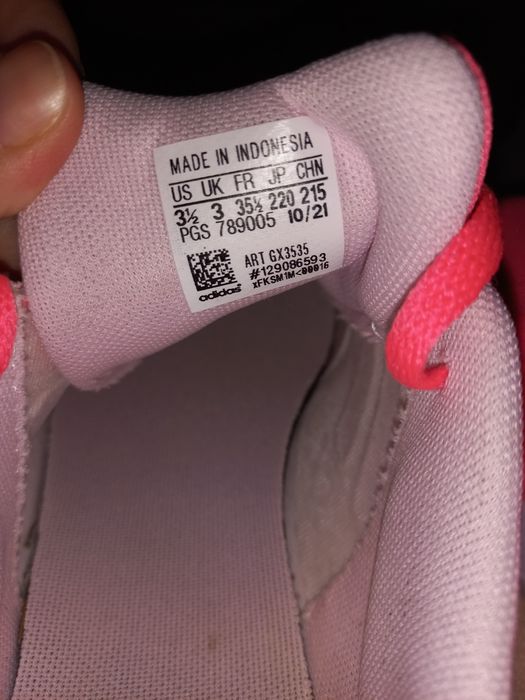 MADE IN INDONESIA
US UK FR JP CHN
3½ 3 35½ 220 215
PGS 789005 10/21
ART GX3535
#129086593
xFKSM1M<00016
adidas